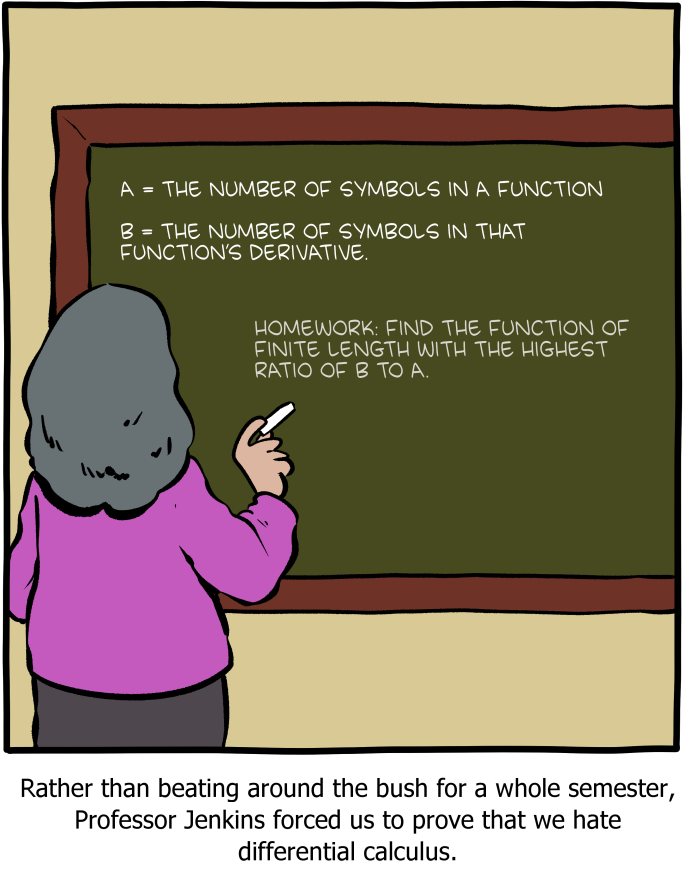 A = THE NUMBER OF SYMBOLS IN A FUNCTION
B = THE NUMBER OF SYMBOLS IN THAT
FUNCTION'S DERIVATIVE.
HOMEWORK: FIND THE FUNCTION OF
FINITE LENGTH WITH THE HIGHEST
RATIO OF B TO A.
Rather than beating around the bush for a whole semester,
Professor Jenkins forced us to prove that we hate
differential calculus.